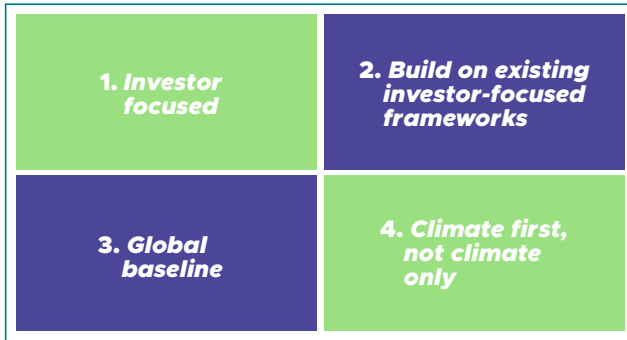 1. Investor
focused
2. Build on existing
investor-focused
frameworks
3. Global
baseline
4. Climate first,
not climate
only